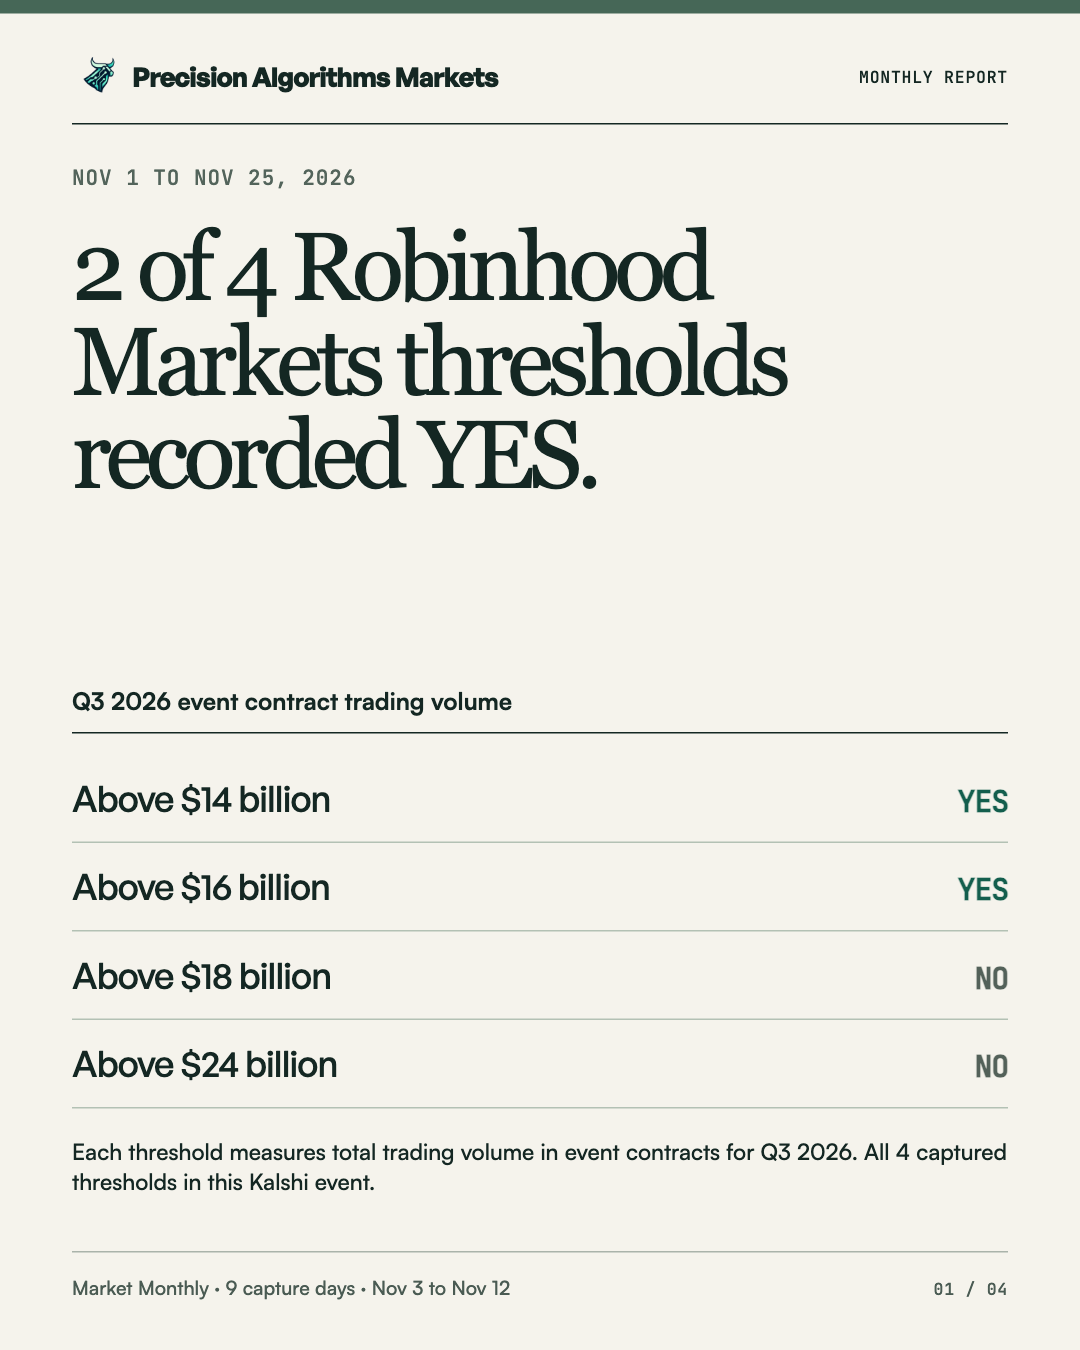 Precision Algorithms Markets
MONTHLY REPORT
NOV 1 TO NOV 25, 2026
2 of 4 Robinhood
Markets thresholds
recorded YES.
Q3 2026 event contract trading volume
Above $14 billion YES
Above $16 billion YES
Above $18 billion NO
Above $24 billion NO
Each threshold measures total trading volume in event contracts for Q3 2026. All 4 captured
thresholds in this Kalshi event.
Market Monthly · 9 capture days · Nov 3 to Nov 12
01 / 04